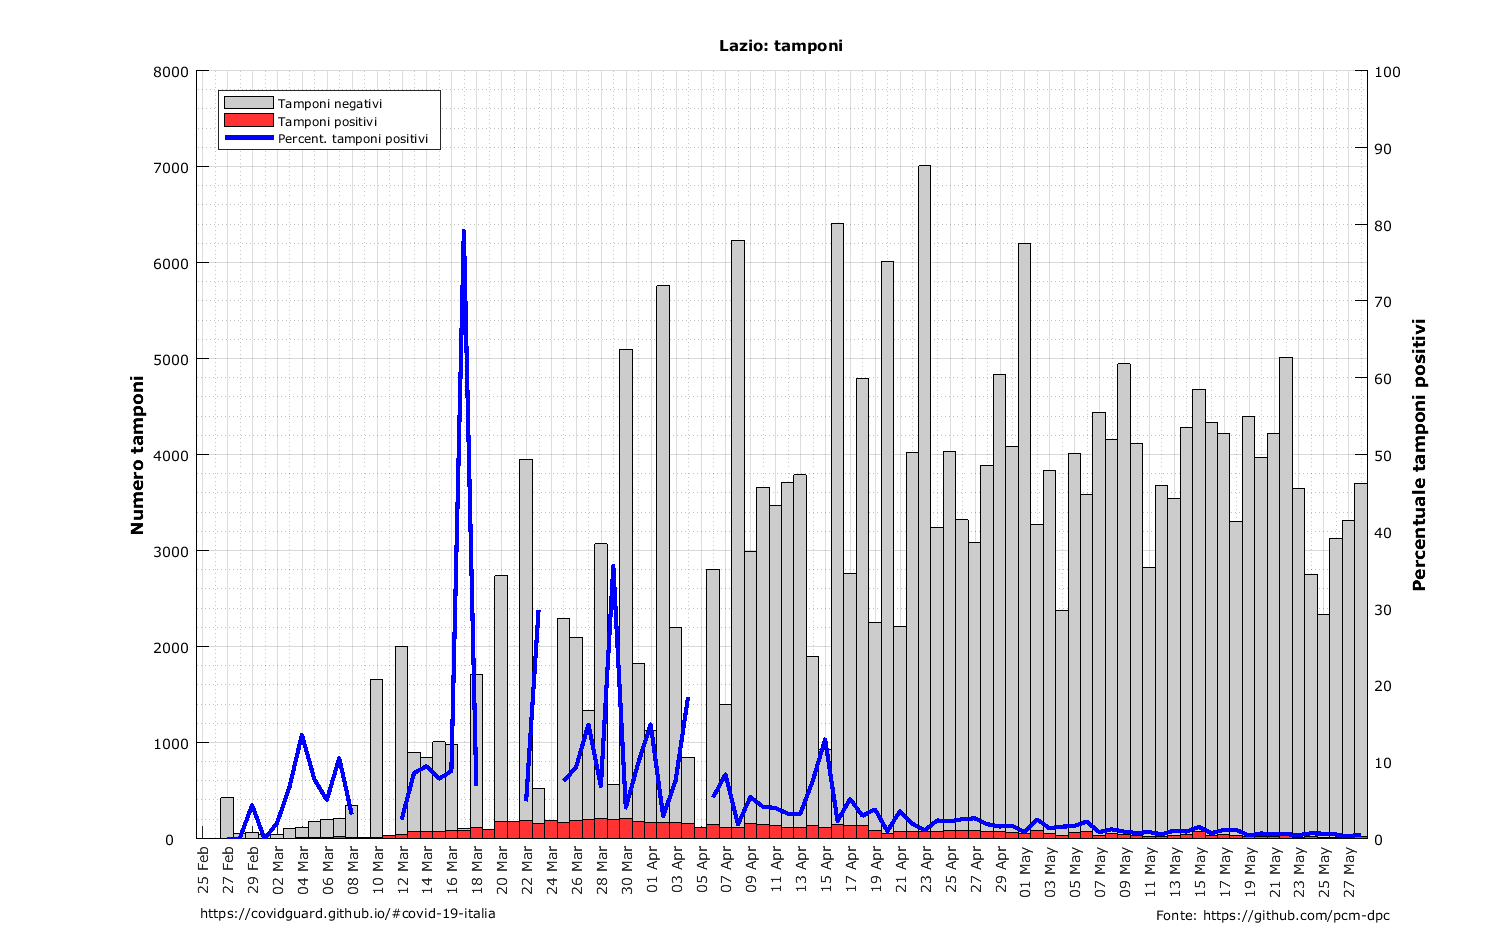 Lazio: tamponi
Tamponi negativi
Tamponi positivi
Percent. tamponi positivi
Numero tamponi
8000
7000
6000
5000
4000
3000
2000
1000
0
100
90
80
70
60
50
40
30
20
10
0
Percentuale tamponi positivi
25 Feb
27 Feb
29 Feb
02 Mar
04 Mar
06 Mar
08 Mar
10 Mar
12 Mar
14 Mar
16 Mar
18 Mar
20 Mar
22 Mar
24 Mar
26 Mar
28 Mar
30 Mar
01 Apr
03 Apr
05 Apr
07 Apr
09 Apr
11 Apr
13 Apr
15 Apr
17 Apr
19 Apr
21 Apr
23 Apr
25 Apr
27 Apr
29 Apr
01 May
03 May
05 May
07 May
09 May
11 May
13 May
15 May
17 May
19 May
21 May
23 May
25 May
27 May
https://covidguard.github.io/#covid-19-italia
Fonte: https://github.com/pcm-dpc